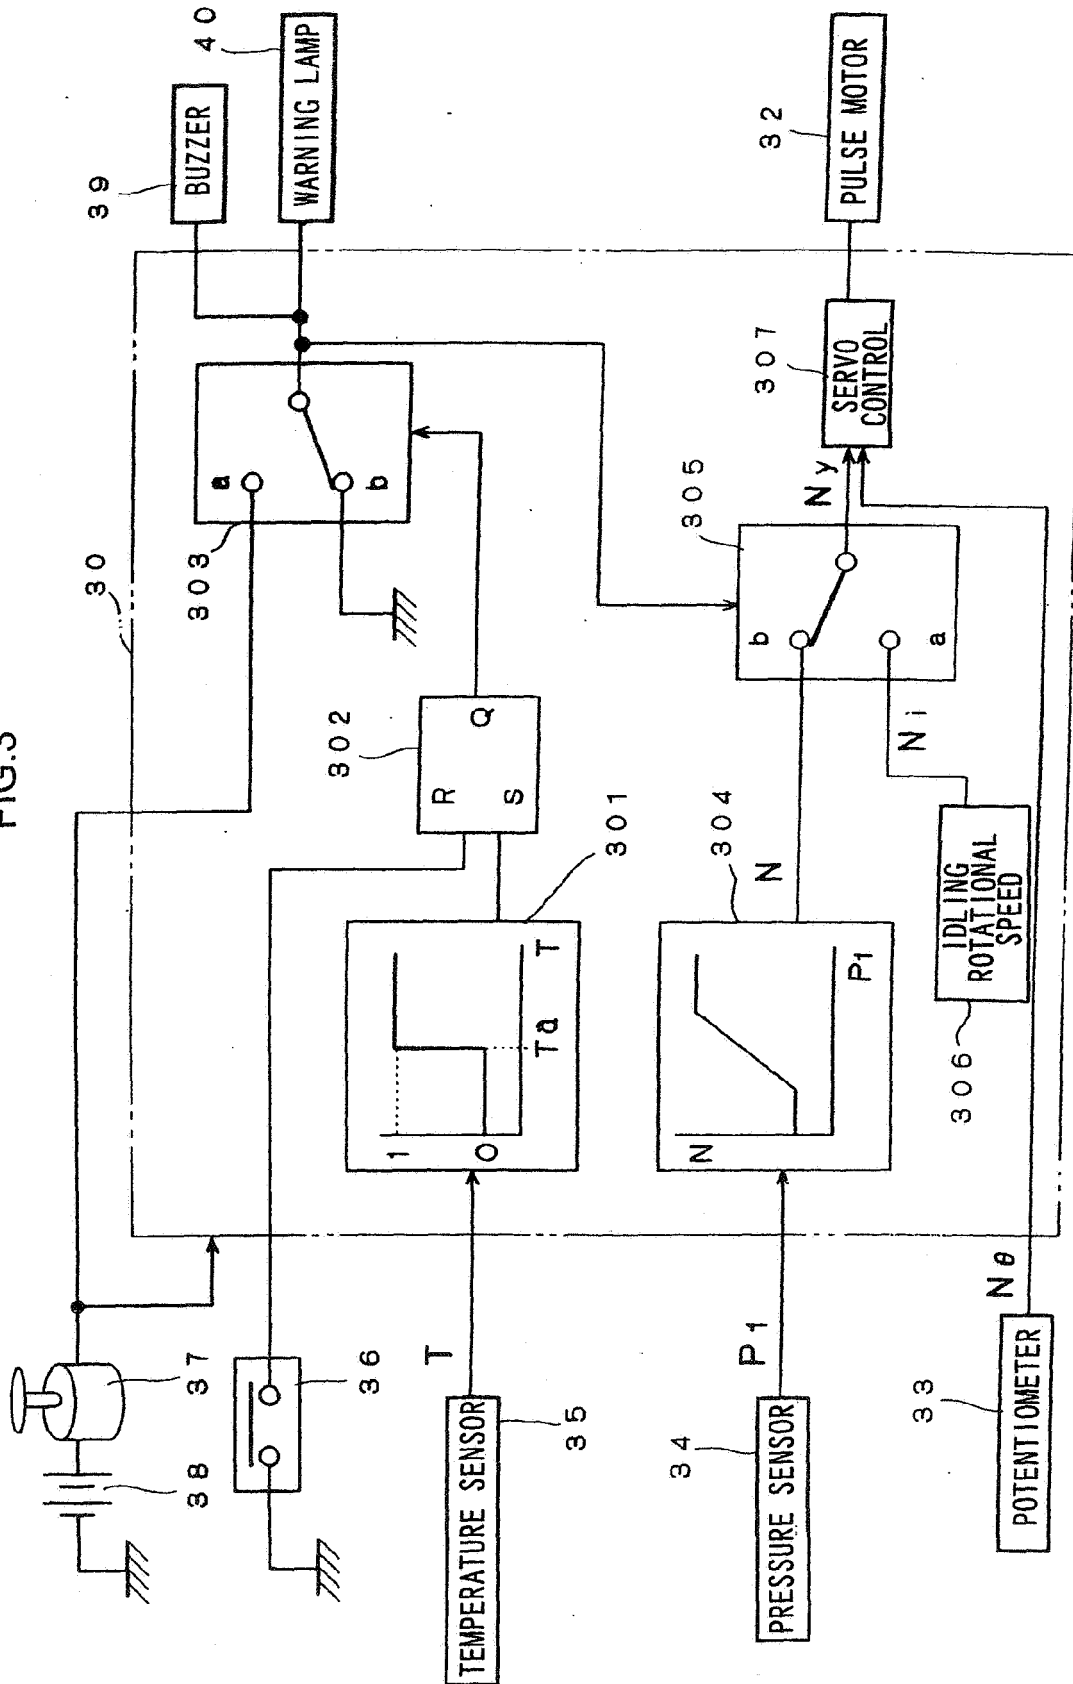 FIG.3
38
37
30
39
BUZZER
40
WARNING LAMP
303
a
b
36
302
R
S
Q
TEMPERATURE SENSOR
35
T
1
0
Ta
T
301
305
b
a
Ny
307
SERVO
CONTROL
32
PULSE MOTOR
PRESSURE SENSOR
34
P1
N
P1
304
N
Ni
306
IDLING
ROTATIONAL
SPEED
POTENTIOMETER
33
Nθ